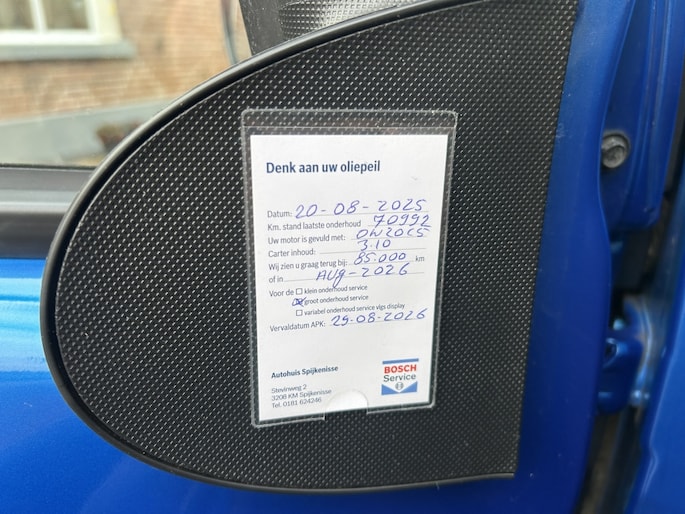 Denk aan uw oliepeil
Datum: 20-08-2025
Km. stand laatste onderhoud 70992
Uw motor is gevuld met: 0W20C5
Carter inhoud: 3.10
Wij zien u graag terug bij: 85.000 km
of in AUG-2026
Voor de ☐ klein onderhoud service
☒ groot onderhoud service
☐ variabel onderhoud service vlgs display
Vervaldatum APK: 29-08-2026
Autohuis Spijkenisse
Stevinweg 2
3208 KM Spijkenisse
Tel. 0181 624246
BOSCH
Service